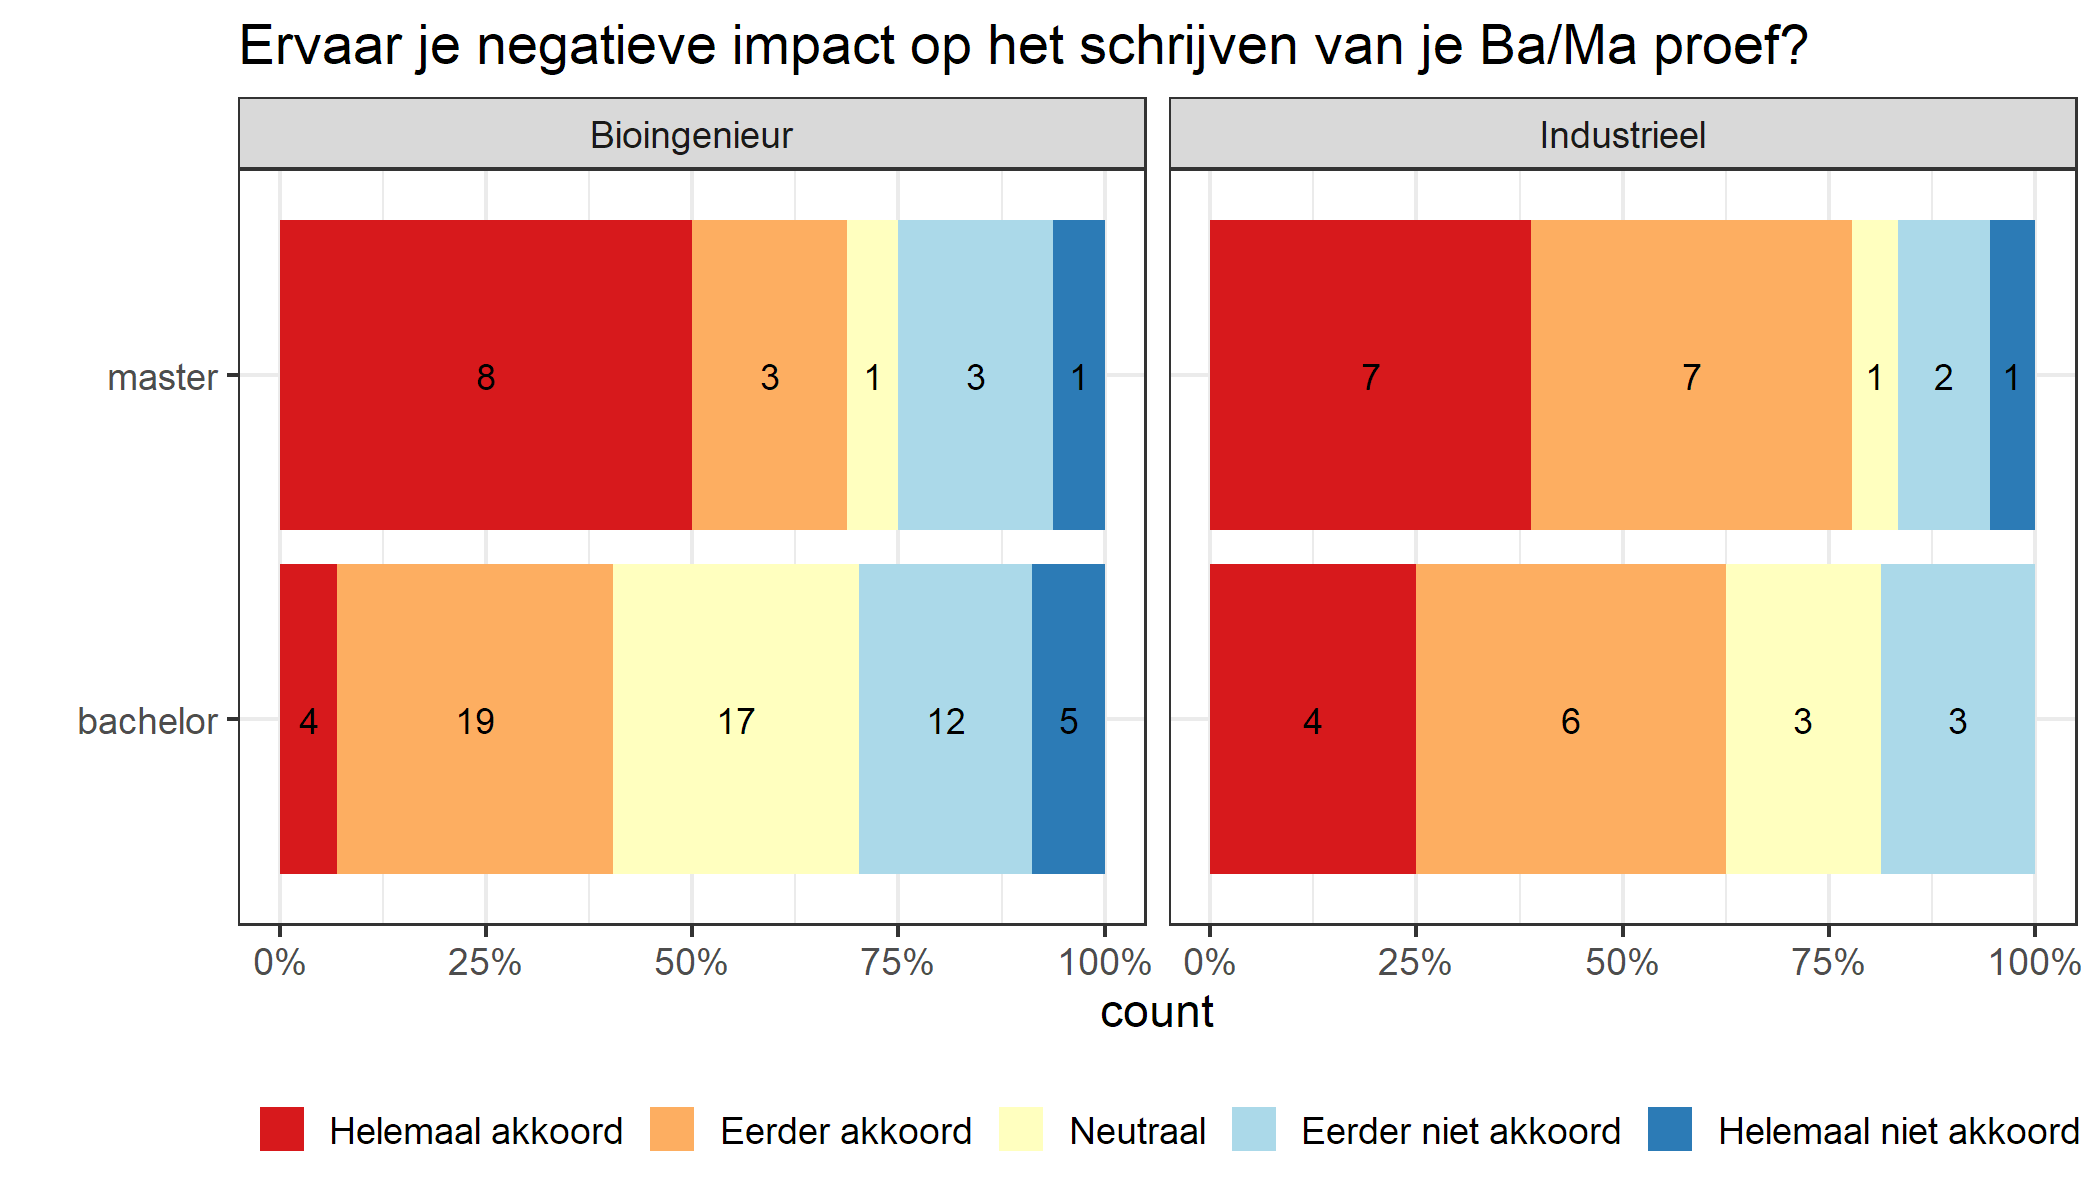 Ervaar je negatieve impact op het schrijven van je Ba/Ma proef?
Bioingenieur Industrieel
master 8 3 1 3 1 7 7 1 2 1
bachelor 4 19 17 12 5 4 6 3 3
0% 25% 50% 75% 100% 0% 25% 50% 75% 100%
count
Helemaal akkoord Eerder akkoord Neutraal Eerder niet akkoord Helemaal niet akkoord